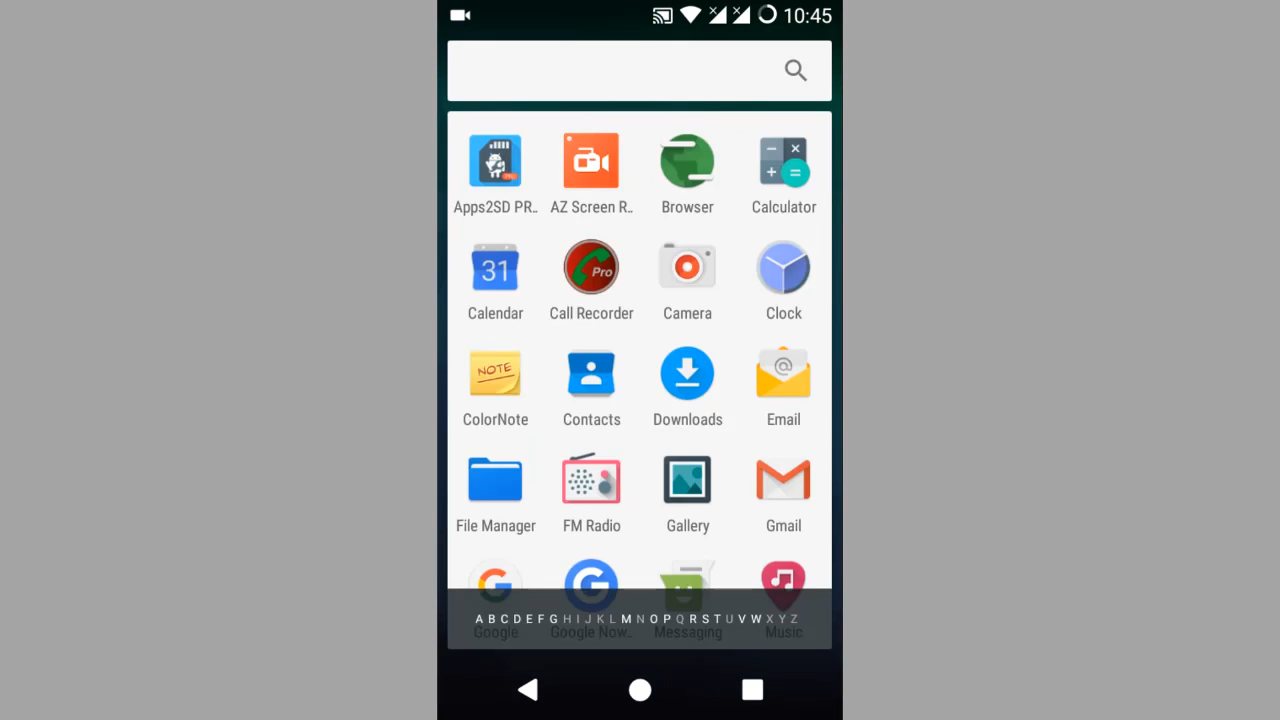 10:45
Apps2SD PR.. AZ Screen R.. Browser Calculator
31 Pro
Calendar Call Recorder Camera Clock
NOTE @
ColorNote Contacts Downloads Email
File Manager FM Radio Gallery Gmail
G G
A B C D E F G H I J K L M N O P Q R S T U V W X Y Z
Google Google Now.. Messaging Music